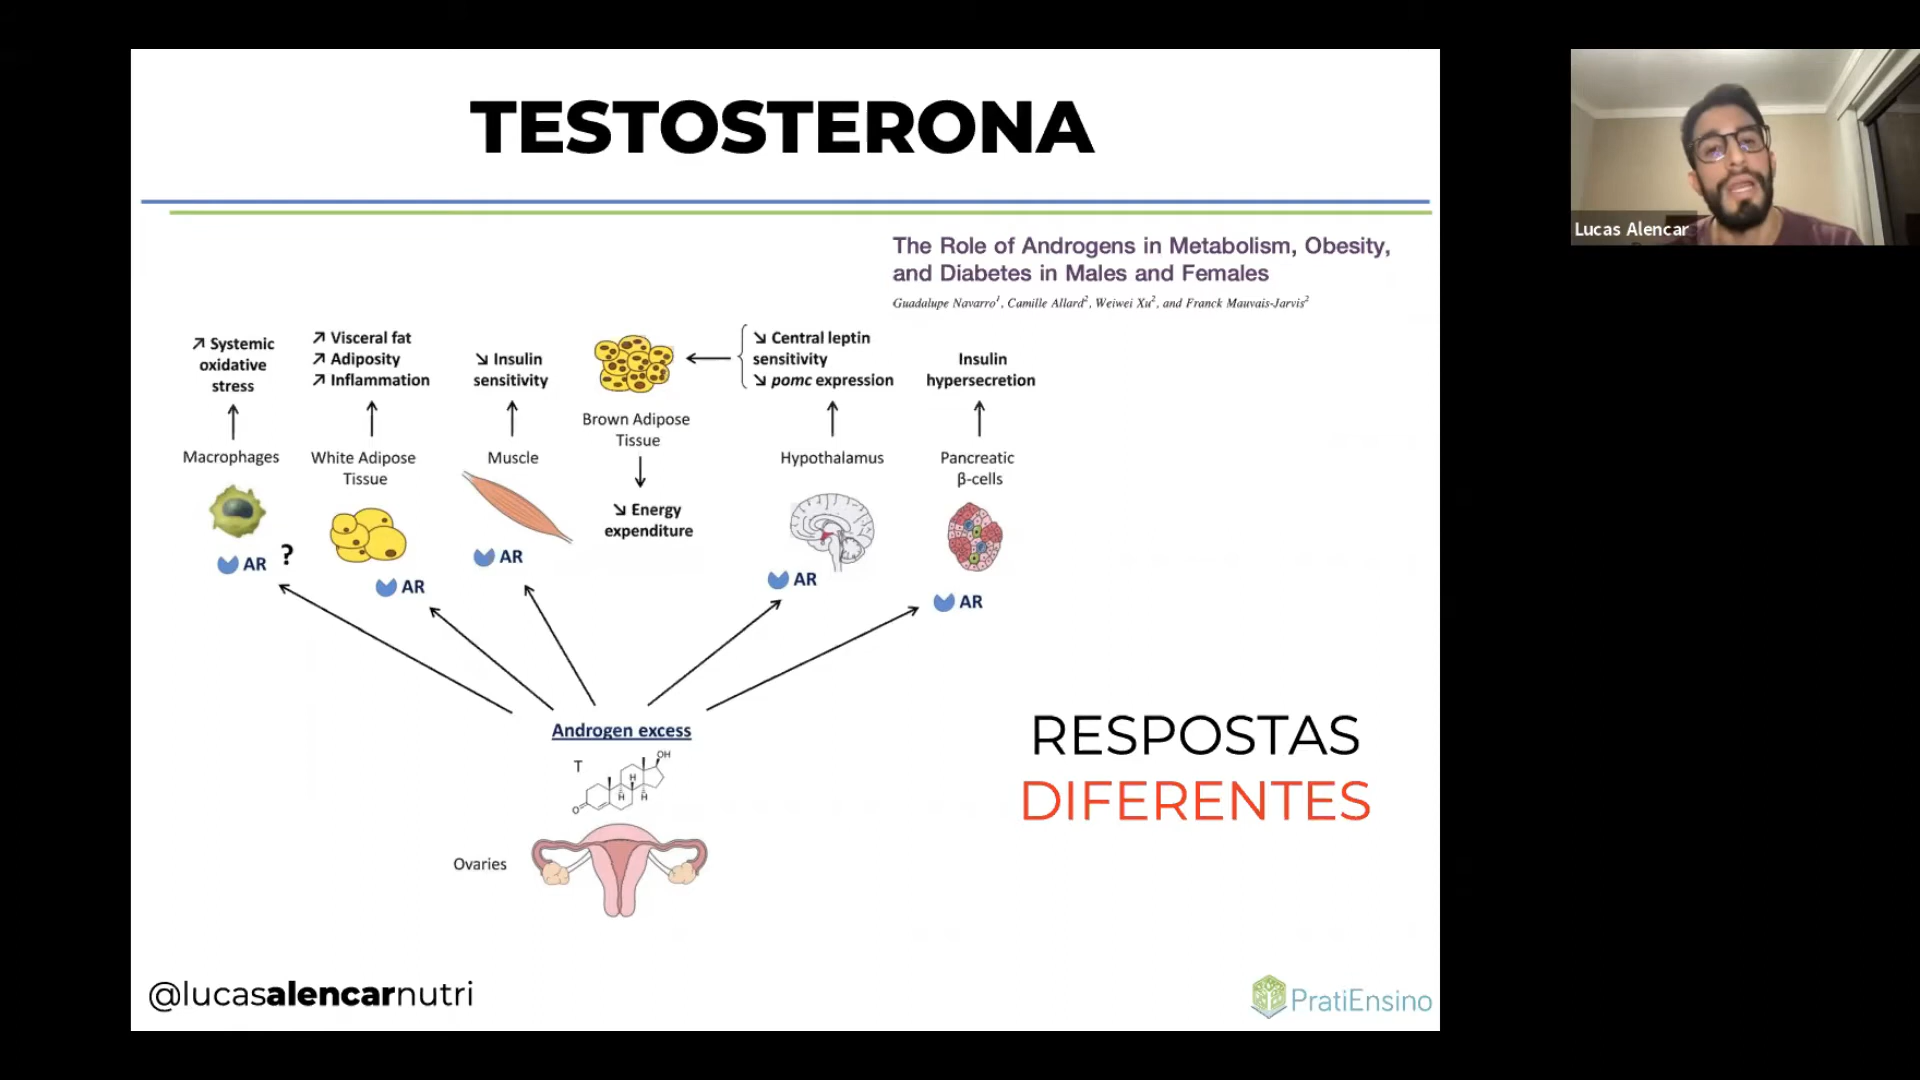 TESTOSTERONA
The Role of Androgens in Metabolism, Obesity,
and Diabetes in Males and Females
Guadalupe Navarro1, Camille Allard2, Weiwei Xu2, and Franck Mauvais-Jarvis2
↗ Systemic
oxidative
stress
Macrophages
AR ?
↗ Visceral fat
↗ Adiposity
↗ Inflammation
White Adipose
Tissue
AR
↘ Insulin
sensitivity
Muscle
AR
Brown Adipose
Tissue
↘ Energy
expenditure
↘ Central leptin
sensitivity
↘ pomc expression
Hypothalamus
AR
Insulin
hypersecretion
Pancreatic
β-cells
AR
Androgen excess
T
OH
H
H
H
O
Ovaries
RESPOSTAS
DIFERENTES
@lucasalencarnutri
PratiEnsino
Lucas Alencar